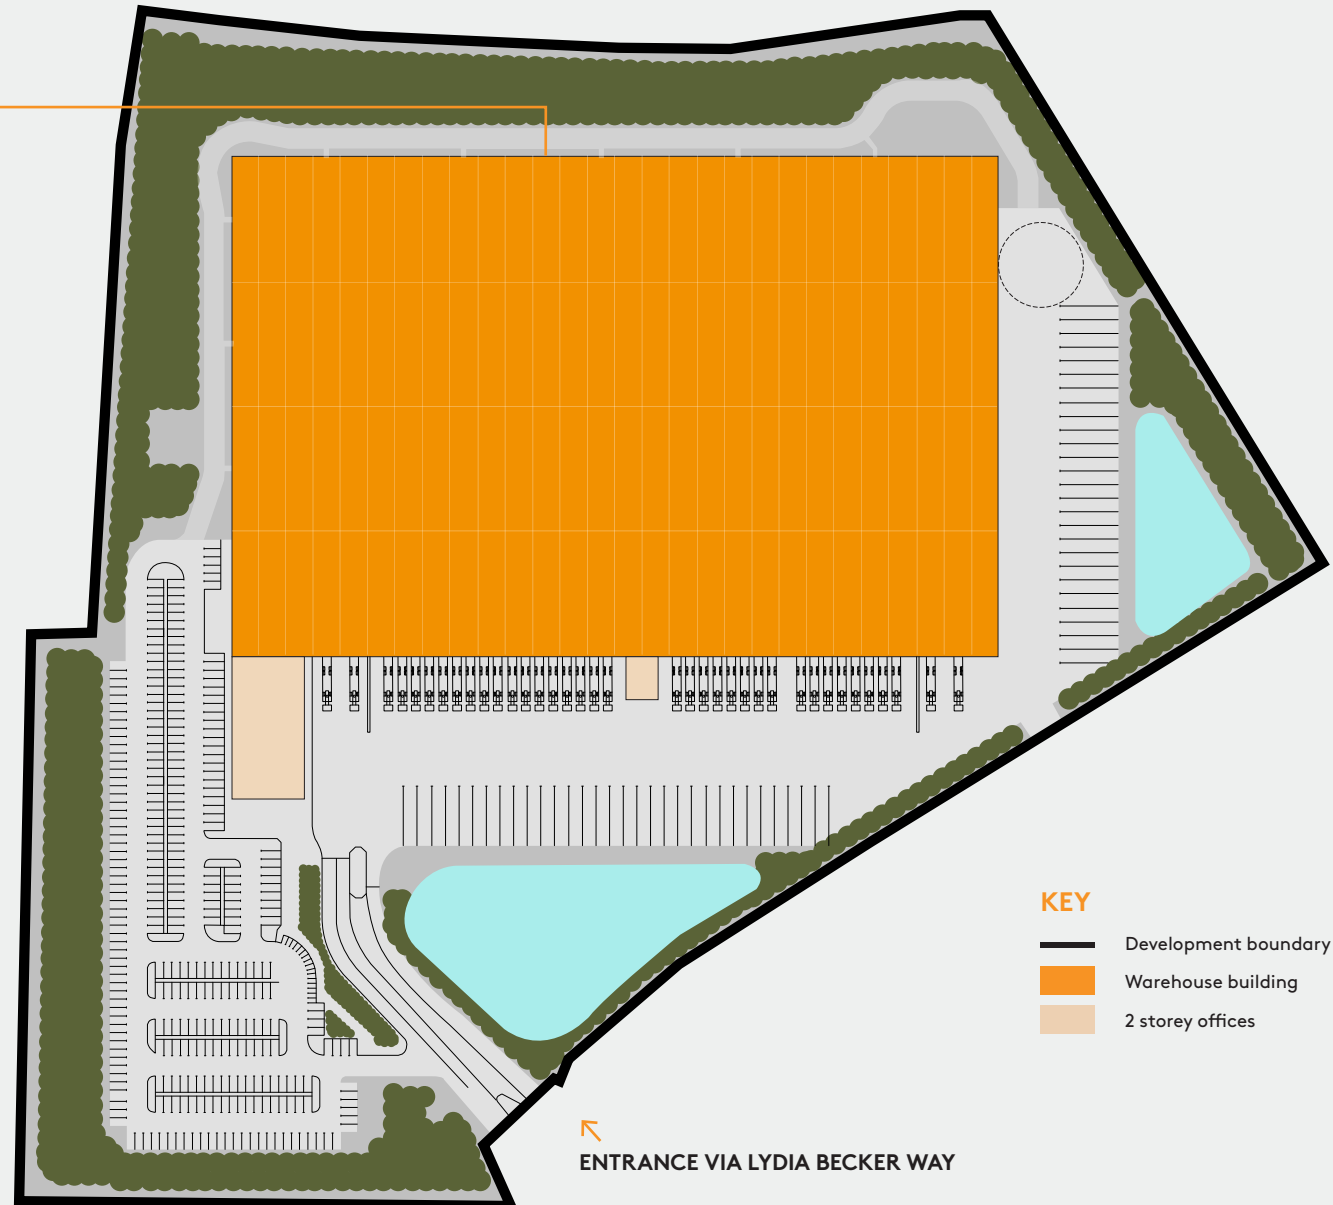 KEY
Development boundary
Warehouse building
2 storey offices
ENTRANCE VIA LYDIA BECKER WAY